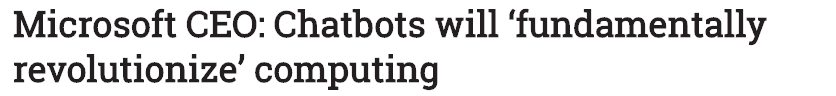 Microsoft CEO: Chatbots will ‘fundamentally
revolutionize’ computing